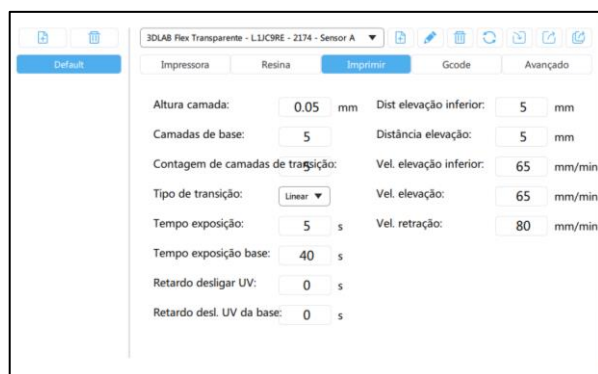 3DLAB Flex Transparente - L.1JC9RE - 2174 - Sensor A
Default
Impressora Resina Imprimir Gcode Avançado
Altura camada: 0.05 mm Dist elevação inferior: 5 mm
Camadas de base: 5 Distância elevação: 5 mm
Contagem de camadas de transição: 5 Vel. elevação inferior: 65 mm/min
Tipo de transição: Linear Vel. elevação: 65 mm/min
Tempo exposição: 5 s Vel. retração: 80 mm/min
Tempo exposição base: 40 s
Retardo desligar UV: 0 s
Retardo desl. UV da base: 0 s